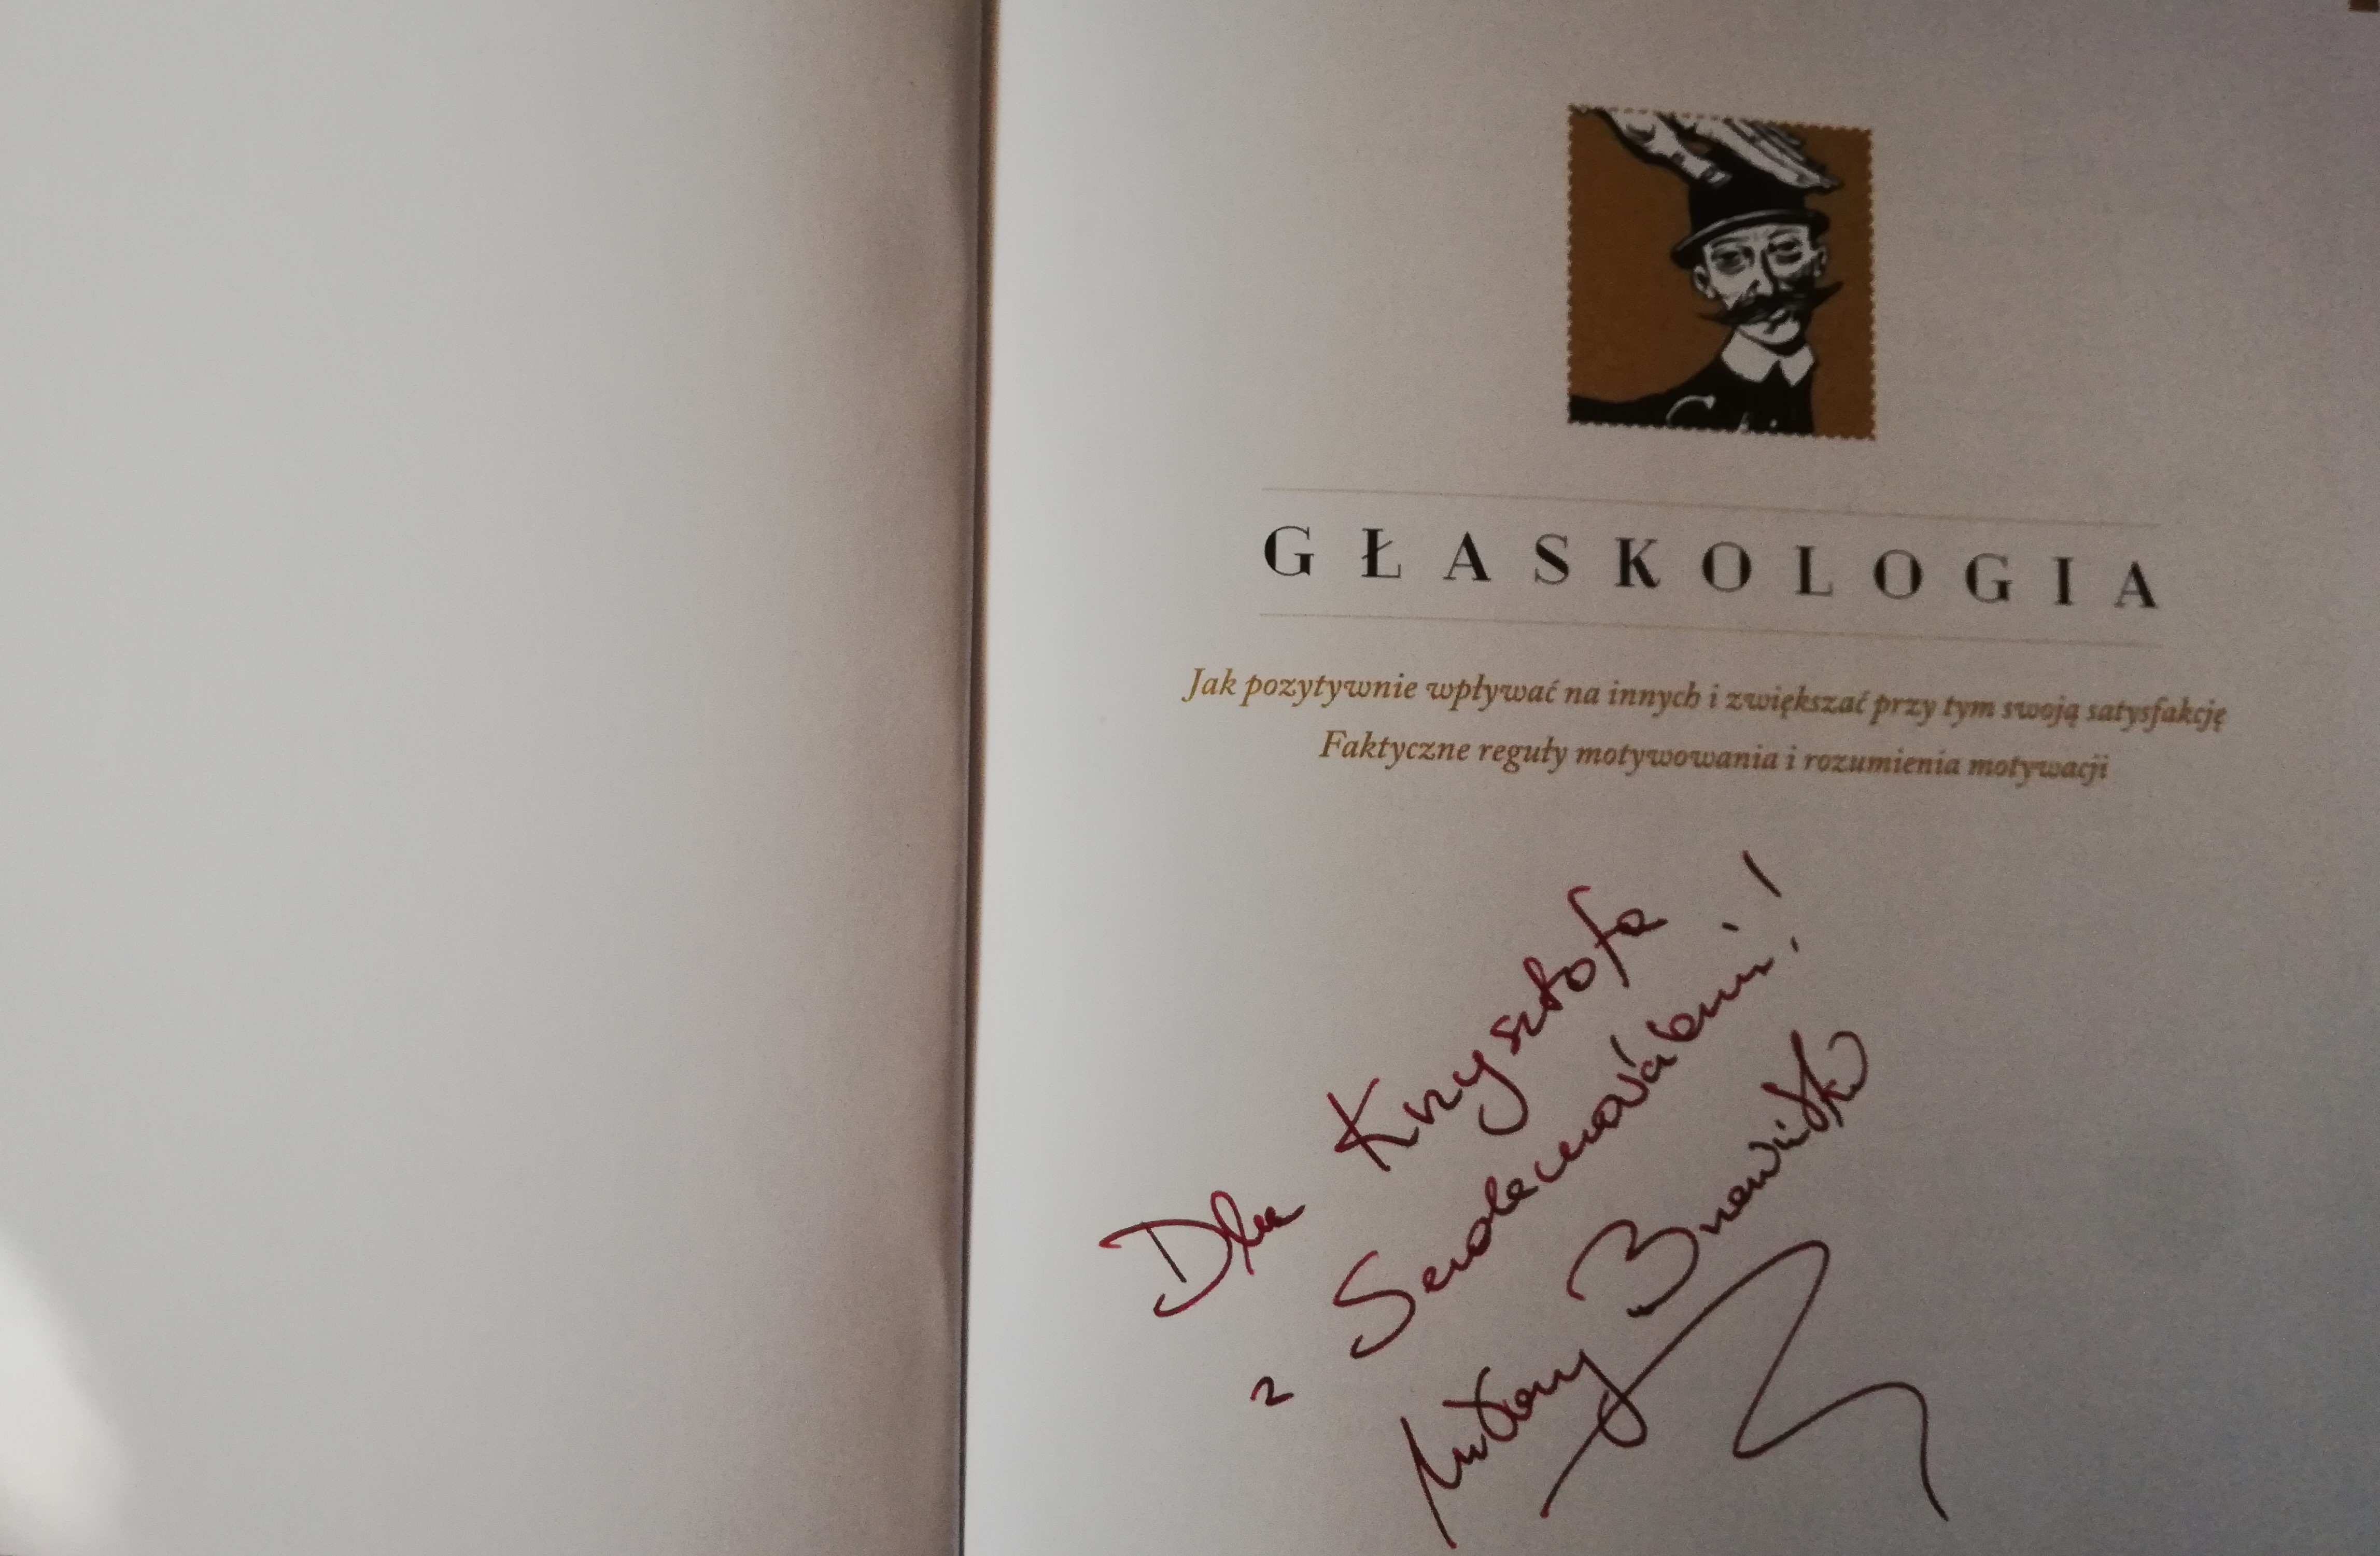 GŁASKOLOGIA
Jak pozytywnie wpływać na innych i zwiększać przy tym swoją satysfakcję
Faktyczne reguły motywowania i rozumienia motywacji
Dla Krzysztofa
z Serdecznościami!